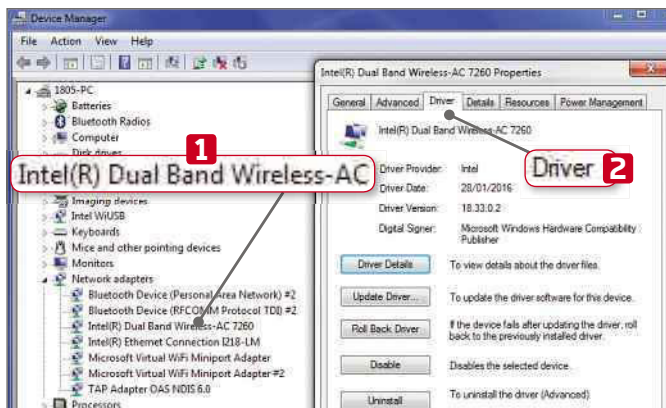 Device Manager
File Action View Help
1805-PC
Batteries
Bluetooth Radios
Computer
Disk drives
1
Intel(R) Dual Band Wireless-AC
Imaging devices
Intel WiUSB
Keyboards
Mice and other pointing devices
Monitors
Network adapters
Bluetooth Device (Personal Area Network) #2
Bluetooth Device (RFCOMM Protocol TDI) #2
Intel(R) Dual Band Wireless-AC 7260
Intel(R) Ethernet Connection I218-LM
Microsoft Virtual WiFi Miniport Adapter
Microsoft Virtual WiFi Miniport Adapter #2
TAP Adapter OAS NDIS 6.0
Processors
Intel(R) Dual Band Wireless-AC 7260 Properties
General Advanced Driver Details Resources Power Management
Intel(R) Dual Band Wireless-AC 7260
Driver Provider: Intel
Driver 2
Driver Date: 28/01/2016
Driver Version: 18.33.0.2
Digital Signer: Microsoft Windows Hardware Compatibility
Publisher
Driver Details To view details about the driver files.
Update Driver... To update the driver software for this device.
Roll Back Driver If the device fails after updating the driver, roll
back to the previously installed driver.
Disable Disables the selected device.
Uninstall To uninstall the driver (Advanced)